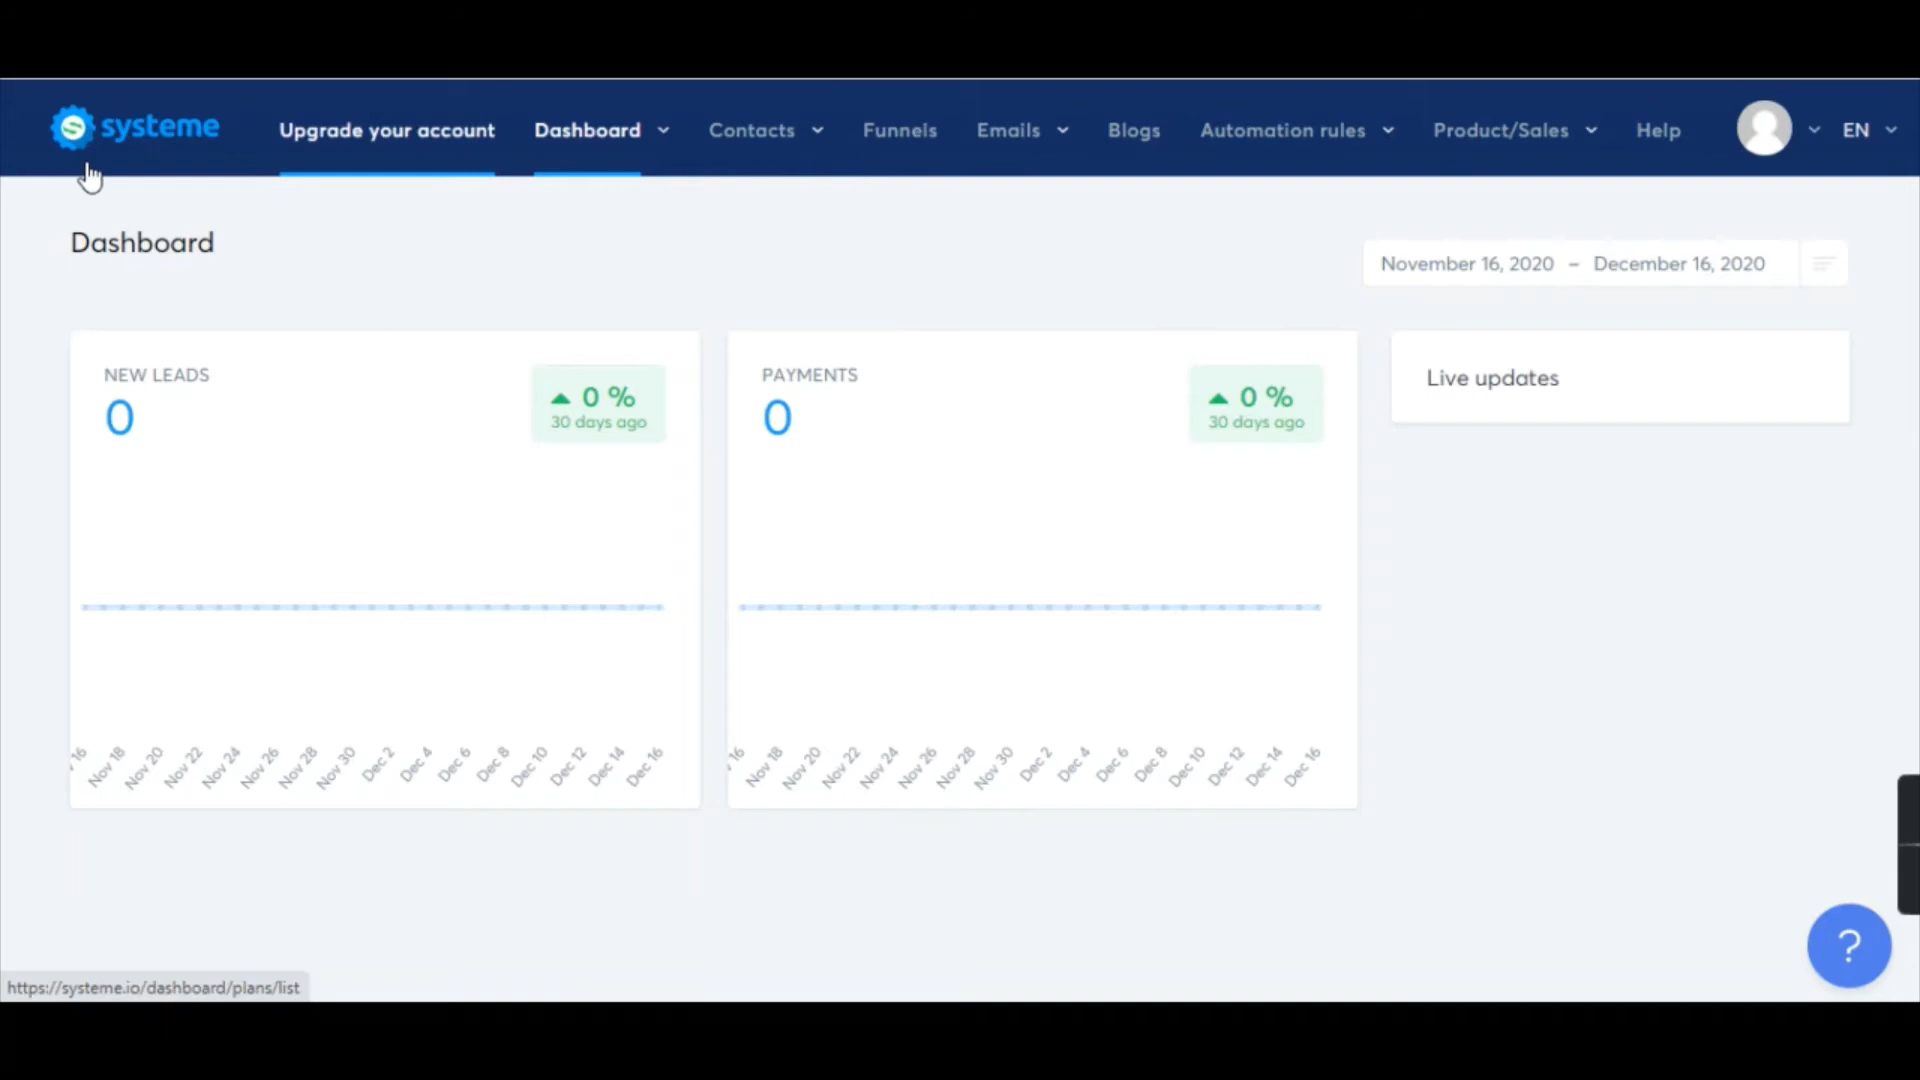 systeme
Upgrade your account
Dashboard
Contacts
Funnels
Emails
Blogs
Automation rules
Product/Sales
Help
EN
Dashboard
November 16, 2020 – December 16, 2020
NEW LEADS
0
0 %
30 days ago
PAYMENTS
0
0 %
30 days ago
Live updates
16
Nov 18
Nov 20
Nov 22
Nov 24
Nov 26
Nov 28
Nov 30
Dec 2
Dec 4
Dec 6
Dec 8
Dec 10
Dec 12
Dec 14
Dec 16
16
Nov 18
Nov 20
Nov 22
Nov 24
Nov 26
Nov 28
Nov 30
Dec 2
Dec 4
Dec 6
Dec 8
Dec 10
Dec 12
Dec 14
Dec 16
?
https://systeme.io/dashboard/plans/list